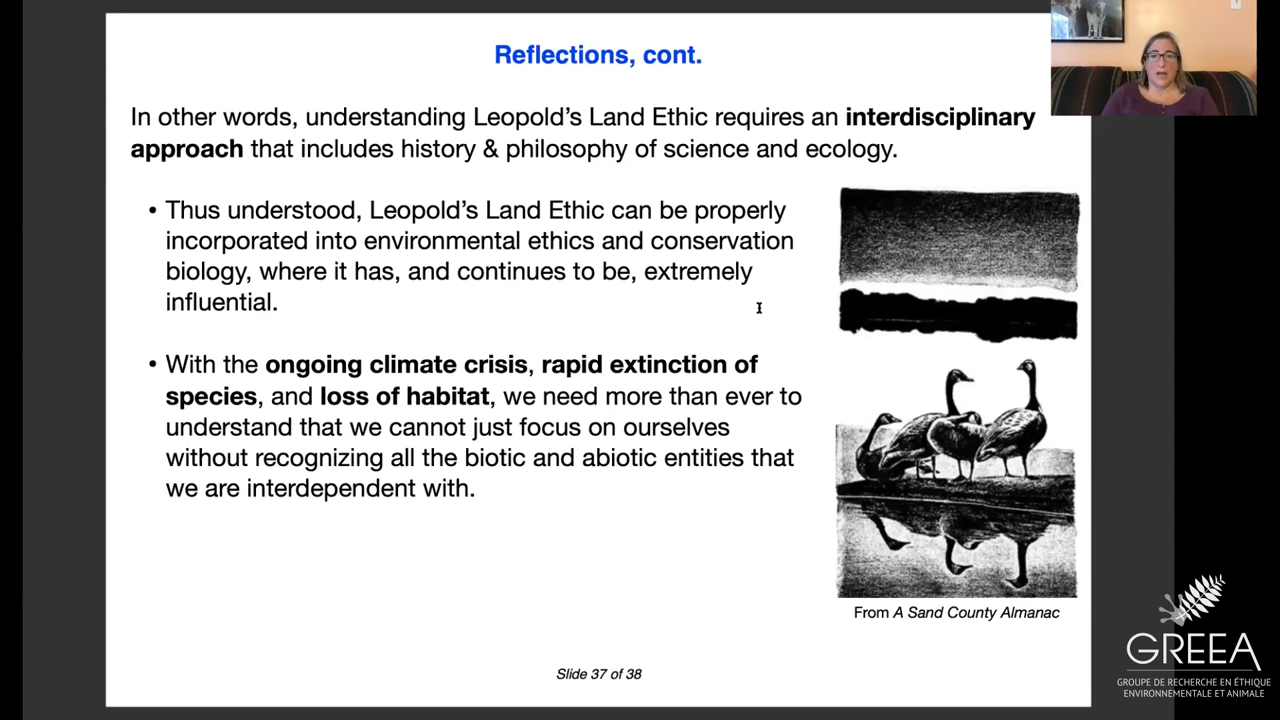 Reflections, cont.
In other words, understanding Leopold’s Land Ethic requires an interdisciplinary
approach that includes history & philosophy of science and ecology.
• Thus understood, Leopold’s Land Ethic can be properly
incorporated into environmental ethics and conservation
biology, where it has, and continues to be, extremely
influential.
• With the ongoing climate crisis, rapid extinction of
species, and loss of habitat, we need more than ever to
understand that we cannot just focus on ourselves
without recognizing all the biotic and abiotic entities that
we are interdependent with.
From A Sand County Almanac
Slide 37 of 38
GREEA
GROUPE DE RECHERCHE EN ÉTHIQUE
ENVIRONNEMENTALE ET ANIMALE